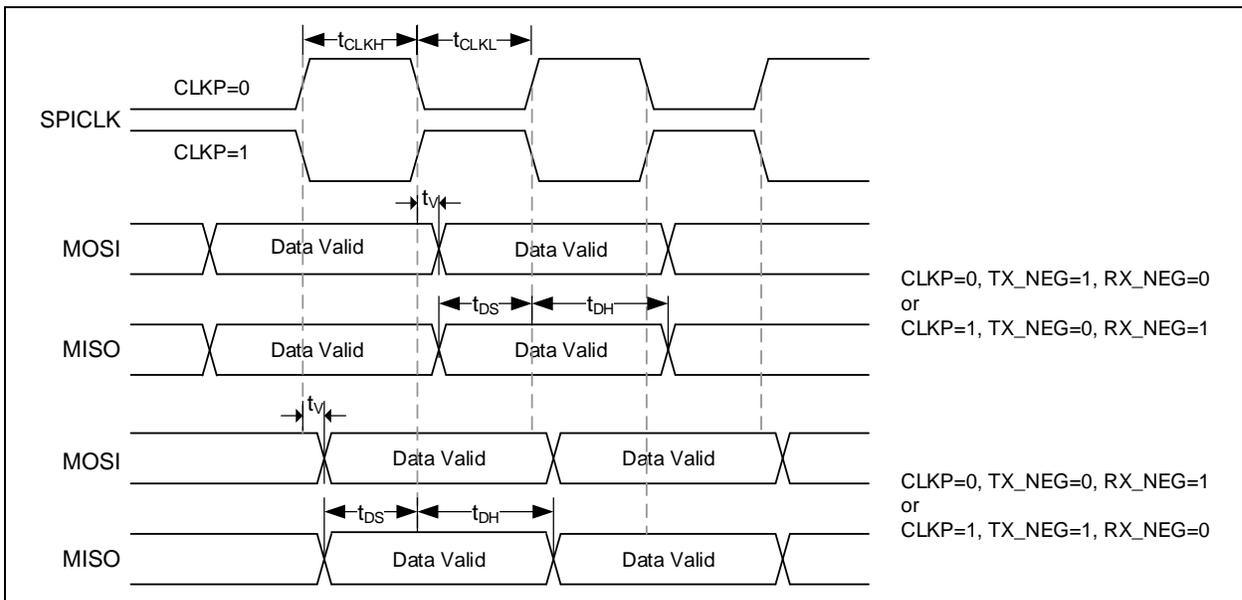 tCLKH tCLKL
CLKP=0
SPICLK
CLKP=1
tV
MOSI Data Valid Data Valid
CLKP=0, TX_NEG=1, RX_NEG=0
or
CLKP=1, TX_NEG=0, RX_NEG=1
tDS tDH
MISO Data Valid Data Valid
tV
MOSI Data Valid Data Valid
CLKP=0, TX_NEG=0, RX_NEG=1
or
CLKP=1, TX_NEG=1, RX_NEG=0
tDS tDH
MISO Data Valid Data Valid